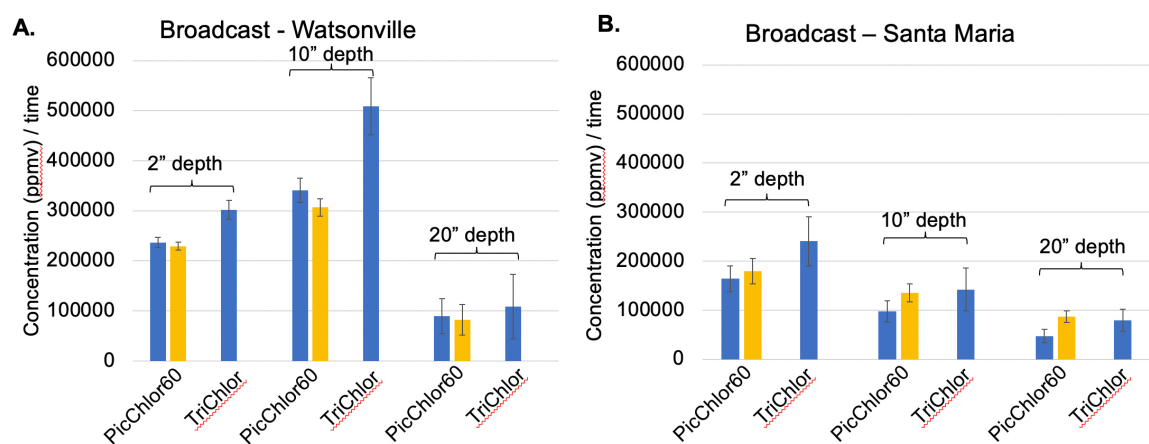 A.
Broadcast - Watsonville
Concentration (ppmv) / time
600000
500000
400000
300000
200000
100000
0
2” depth
10” depth
20” depth
PicChlor60
TriChlor
PicChlor60
TriChlor
PicChlor60
TriChlor
B.
Broadcast – Santa Maria
Concentration (ppmv) / time
600000
500000
400000
300000
200000
100000
0
2” depth
10” depth
20” depth
PicChlor60
TriChlor
PicChlor60
TriChlor
PicChlor60
TriChlor